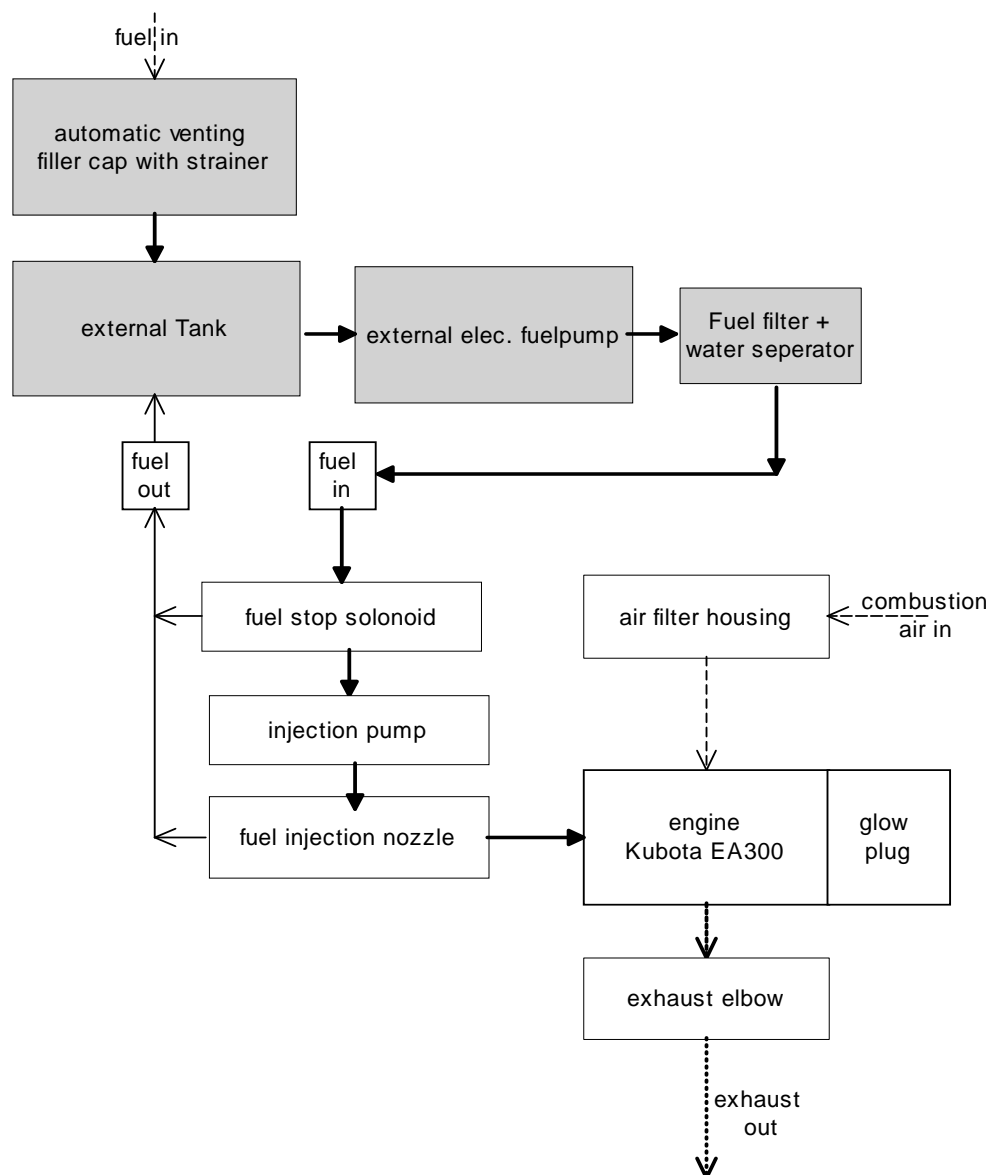 fuel in
automatic venting
filler cap with strainer
external Tank
external elec. fuelpump
Fuel filter +
water seperator
fuel
out
fuel
in
fuel stop solonoid
air filter housing
combustion
air in
injection pump
fuel injection nozzle
engine
Kubota EA300
glow
plug
exhaust elbow
exhaust
out